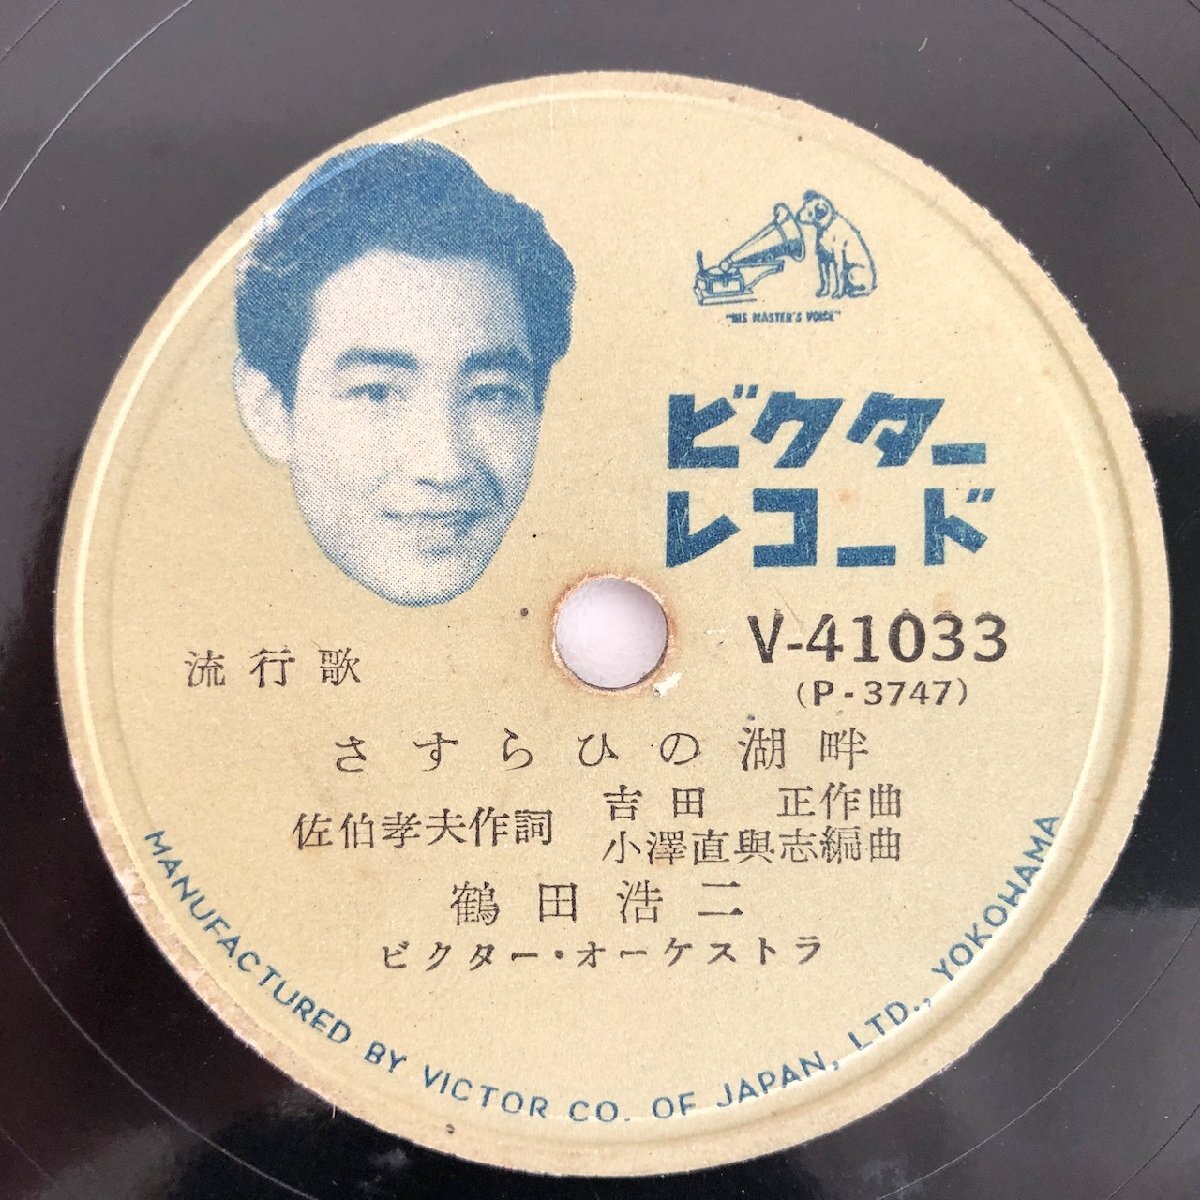 "HIS MASTER'S VOICE"
ビクター
レコード
V-41033
(P-3747)
流行歌
さすらひの湖畔
佐伯孝夫作詞
吉田 正作曲
小澤直與志編曲
鶴田浩二
ビクター・オーケストラ
MANUFACTURED BY VICTOR CO. OF JAPAN, LTD., YOKOHAMA